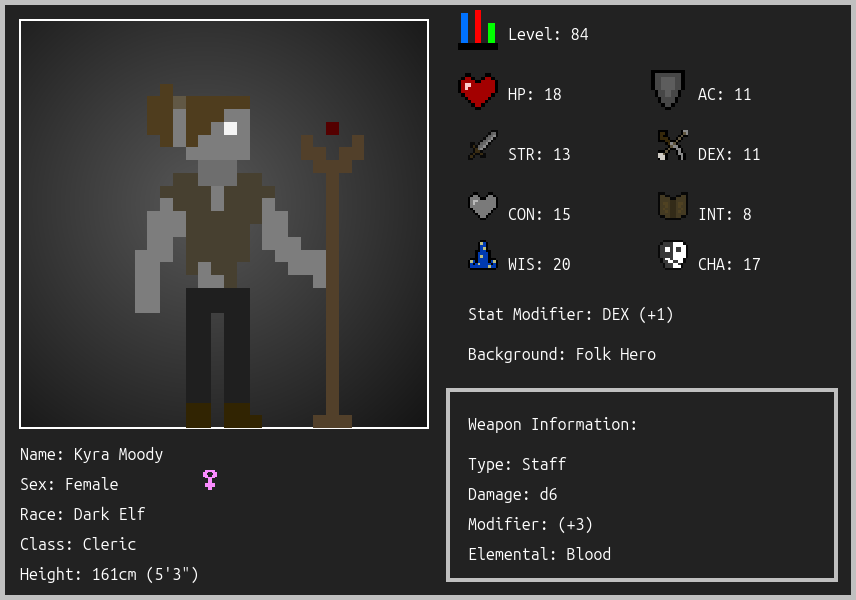 Level: 84
HP: 18
AC: 11
STR: 13
DEX: 11
CON: 15
INT: 8
WIS: 20
CHA: 17
Stat Modifier: DEX (+1)
Background: Folk Hero
Weapon Information:
Type: Staff
Damage: d6
Modifier: (+3)
Elemental: Blood
Name: Kyra Moody
Sex: Female
Race: Dark Elf
Class: Cleric
Height: 161cm (5'3")